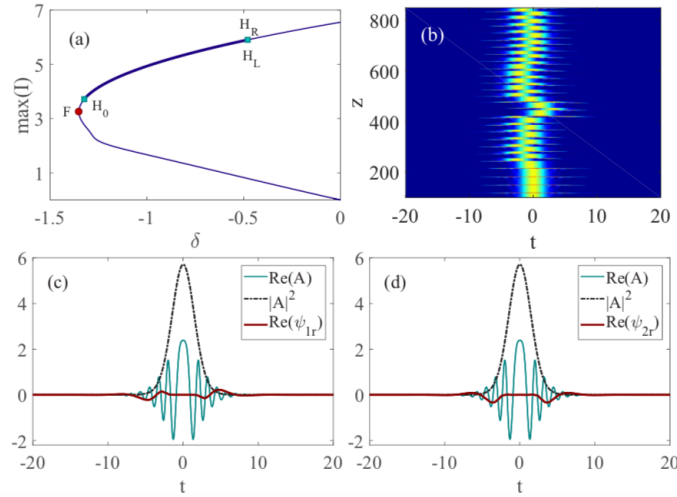 (a)
max(I)
7
5
3
1
F
H_0
H_R
H_L
-1.5
-1
-0.5
0
δ
(b)
z
800
600
400
200
-20
-10
0
10
20
t
(c)
6
4
2
0
-2
Re(A)
|A|^2
Re(ψ_1r)
-20
-10
0
10
20
t
(d)
6
4
2
0
-2
Re(A)
|A|^2
Re(ψ_2r)
-20
-10
0
10
20
t